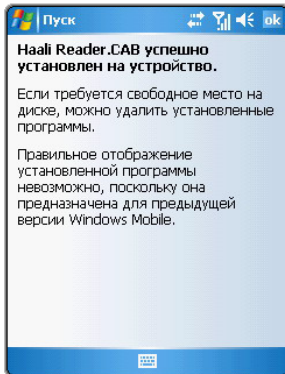 Пуск
ok
Haali Reader.CAB успешно
установлен на устройство.
Если требуется свободное место на
диске, можно удалить установленные
программы.
Правильное отображение
установленной программы
невозможно, поскольку она
предназначена для предыдущей
версии Windows Mobile.